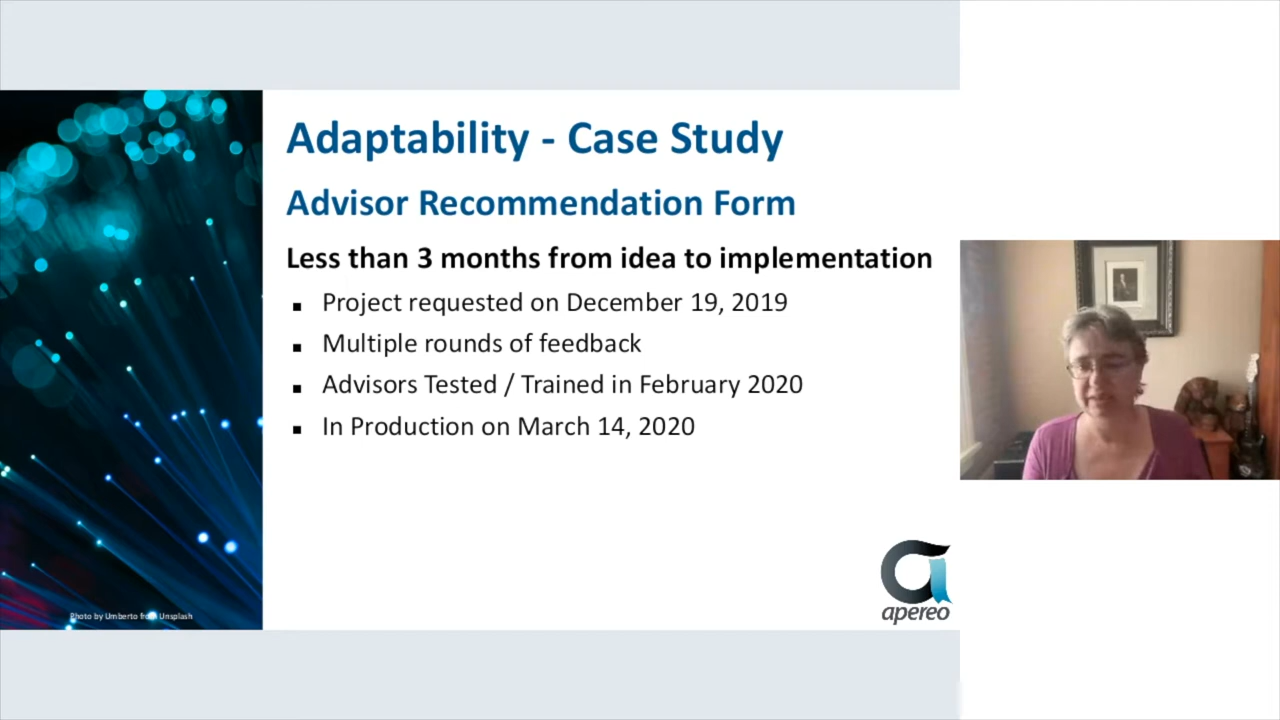 Adaptability - Case Study
Advisor Recommendation Form
Less than 3 months from idea to implementation
Project requested on December 19, 2019
Multiple rounds of feedback
Advisors Tested / Trained in February 2020
In Production on March 14, 2020
apereo
Photo by Umberto from Unsplash